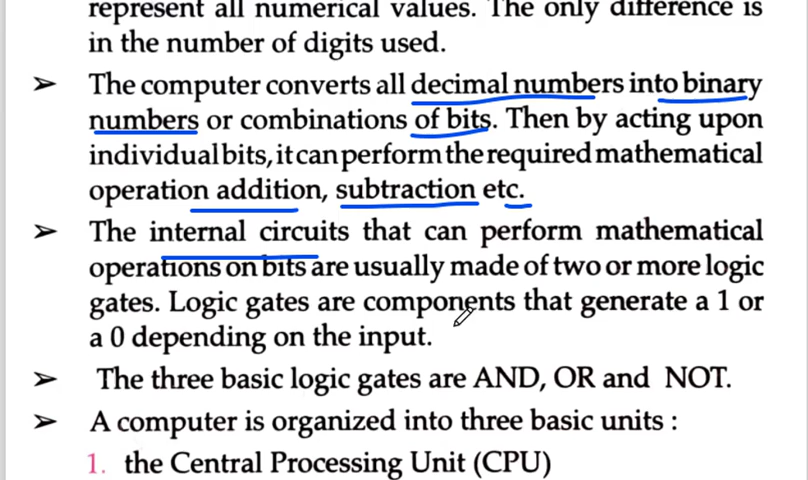 represent all numerical values. The only difference is
in the number of digits used.
➢ The computer converts all decimal numbers into binary
numbers or combinations of bits. Then by acting upon
individual bits, it can perform the required mathematical
operation addition, subtraction etc.
➢ The internal circuits that can perform mathematical
operations on bits are usually made of two or more logic
gates. Logic gates are components that generate a 1 or
a 0 depending on the input.
➢ The three basic logic gates are AND, OR and NOT.
➢ A computer is organized into three basic units :
1. the Central Processing Unit (CPU)